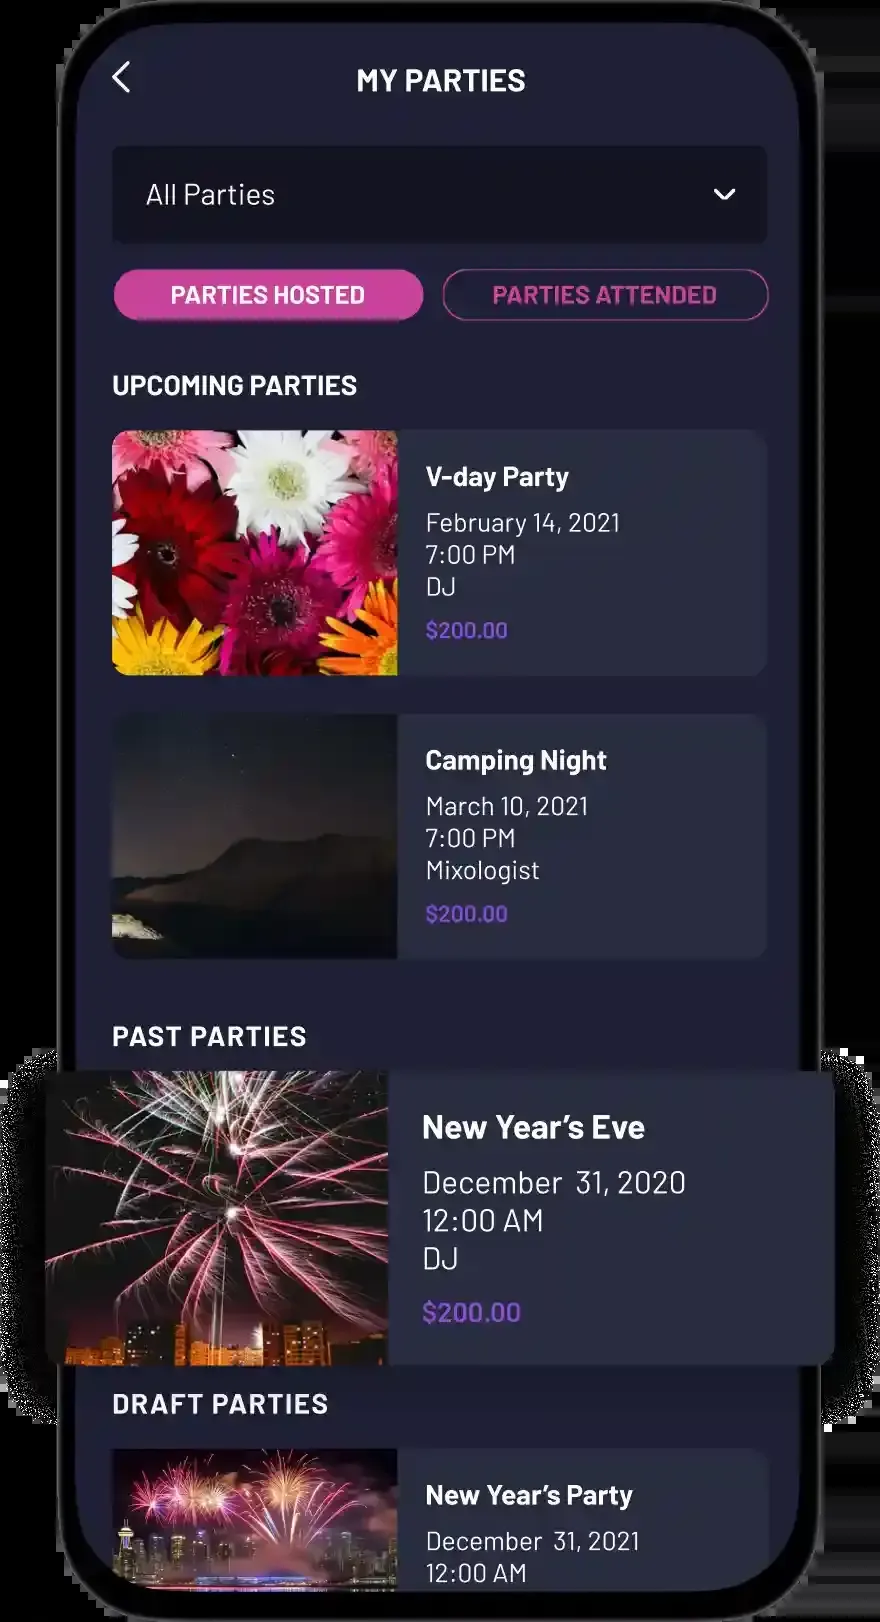 MY PARTIES
All Parties
PARTIES HOSTED
PARTIES ATTENDED
UPCOMING PARTIES
V-day Party
February 14, 2021
7:00 PM
DJ
$200.00
Camping Night
March 10, 2021
7:00 PM
Mixologist
$200.00
PAST PARTIES
New Year’s Eve
December 31, 2020
12:00 AM
DJ
$200.00
DRAFT PARTIES
New Year’s Party
December 31, 2021
12:00 AM